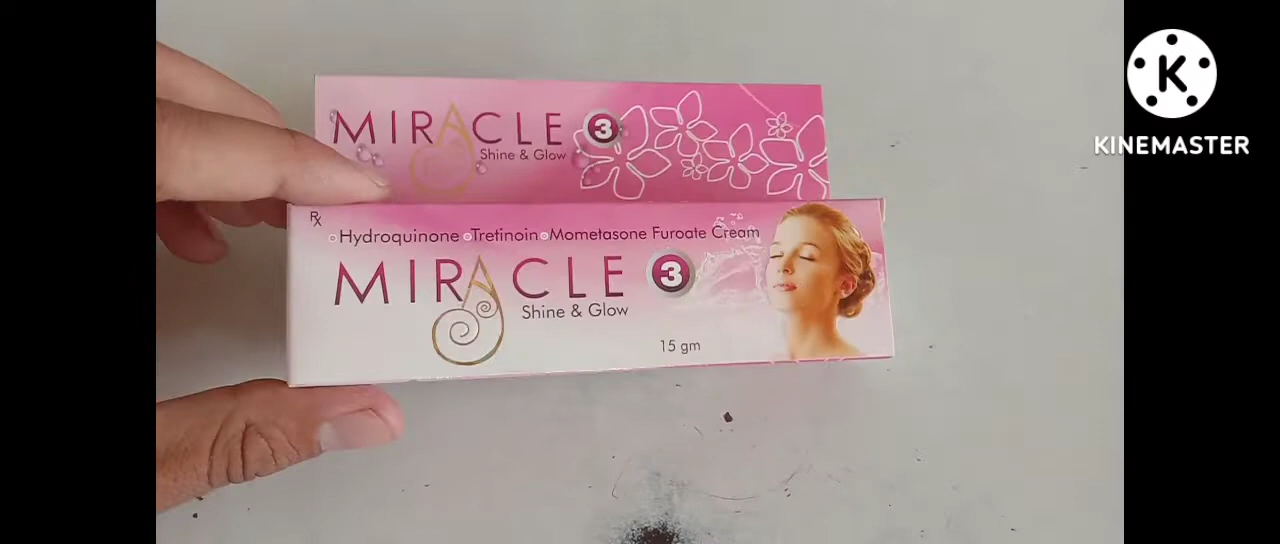 MIRACLE 3
Shine & Glow
Rx
Hydroquinone Tretinoin Mometasone Furoate Cream
MIRACLE 3
Shine & Glow
15 gm
K
KINEMASTER